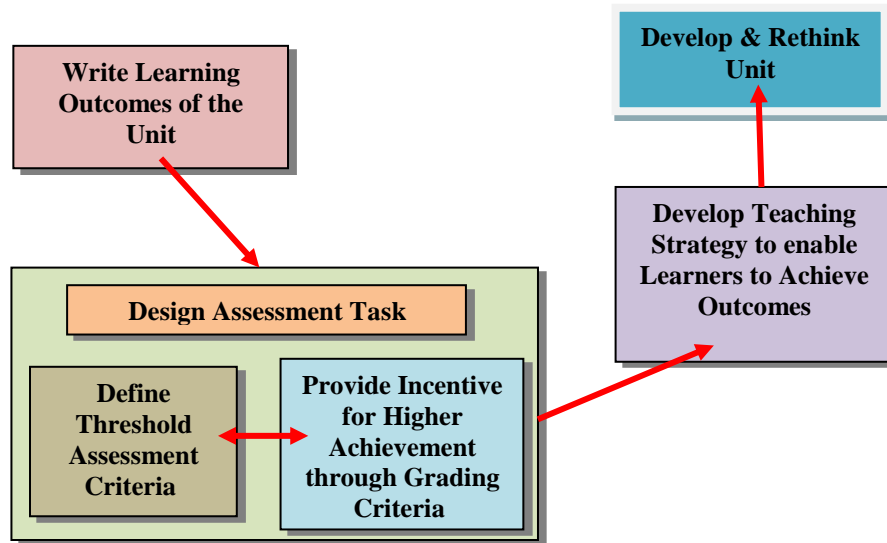 Write Learning
Outcomes of the
Unit
Develop & Rethink
Unit
Develop Teaching
Strategy to enable
Learners to Achieve
Outcomes
Design Assessment Task
Define
Threshold
Assessment
Criteria
Provide Incentive
for Higher
Achievement
through Grading
Criteria